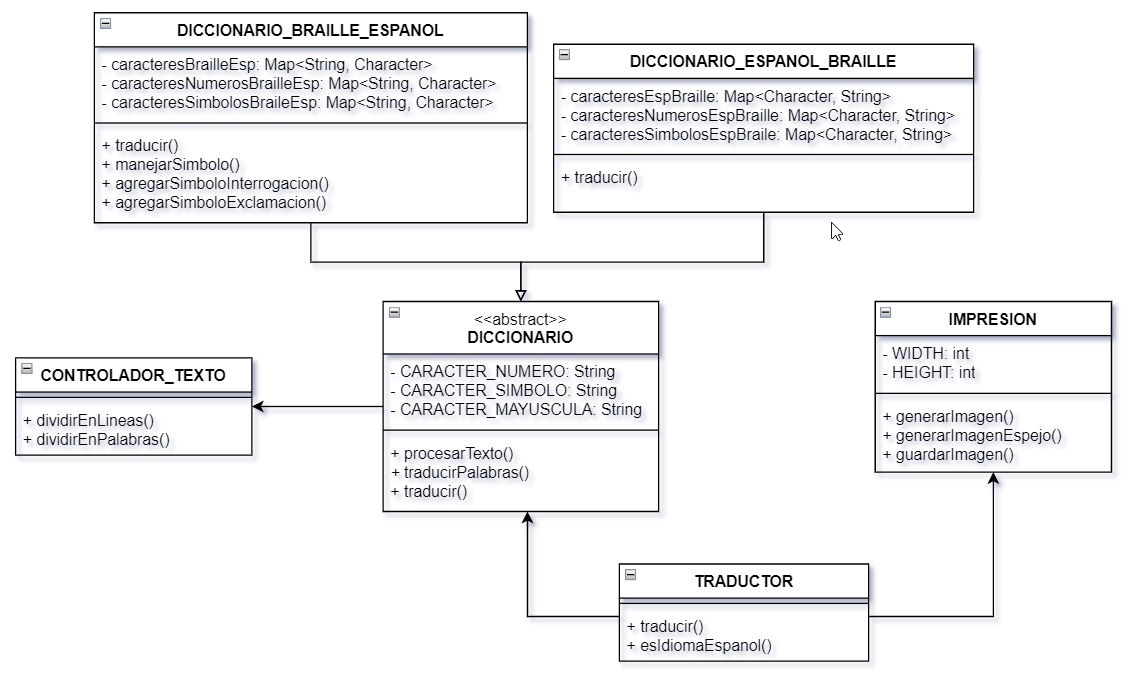 DICCIONARIO_BRAILLE_ESPANOL
- caracteresBrailleEsp: Map<String, Character>
- caracteresNumerosBrailleEsp: Map<String, Character>
- caracteresSimbolosBraileEsp: Map<String, Character>
+ traducir()
+ manejarSimbolo()
+ agregarSimboloInterrogacion()
+ agregarSimboloExclamacion()
DICCIONARIO_ESPANOL_BRAILLE
- caracteresEspBraille: Map<Character, String>
- caracteresNumerosEspBraille: Map<Character, String>
- caracteresSimbolosEspBraile: Map<Character, String>
+ traducir()
<<abstract>>
DICCIONARIO
- CARACTER_NUMERO: String
- CARACTER_SIMBOLO: String
- CARACTER_MAYUSCULA: String
+ procesarTexto()
+ traducirPalabras()
+ traducir()
CONTROLADOR_TEXTO
+ dividirEnLineas()
+ dividirEnPalabras()
IMPRESION
- WIDTH: int
- HEIGHT: int
+ generarImagen()
+ generarImagenEspejo()
+ guardarImagen()
TRADUCTOR
+ traducir()
+ esIdiomaEspanol()